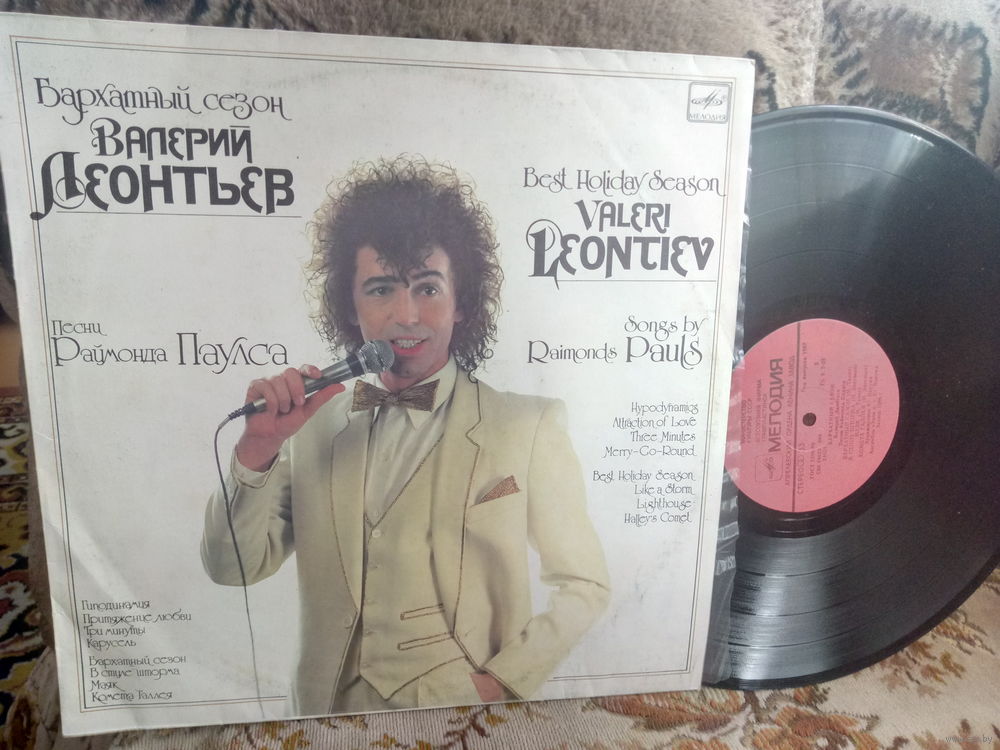 Бархатный сезон
Валерий
Леонтьев
МЕЛОДИЯ
Best Holiday Season
Valeri
Leontiev
Песни
Раймонда Паулса
Songs by
Raimonds Pauls
Hypodynamics
Attraction of Love
Three Minutes
Merry-Go-Round
Best Holiday Season
Like a Storm
Lighthouse
Halley's Comet
Гиподинамия
Притяжение любви
Три минуты
Карусель
Бархатный сезон
В стиле шторма
Маяк
Комета Галлея
МЕЛОДИЯ